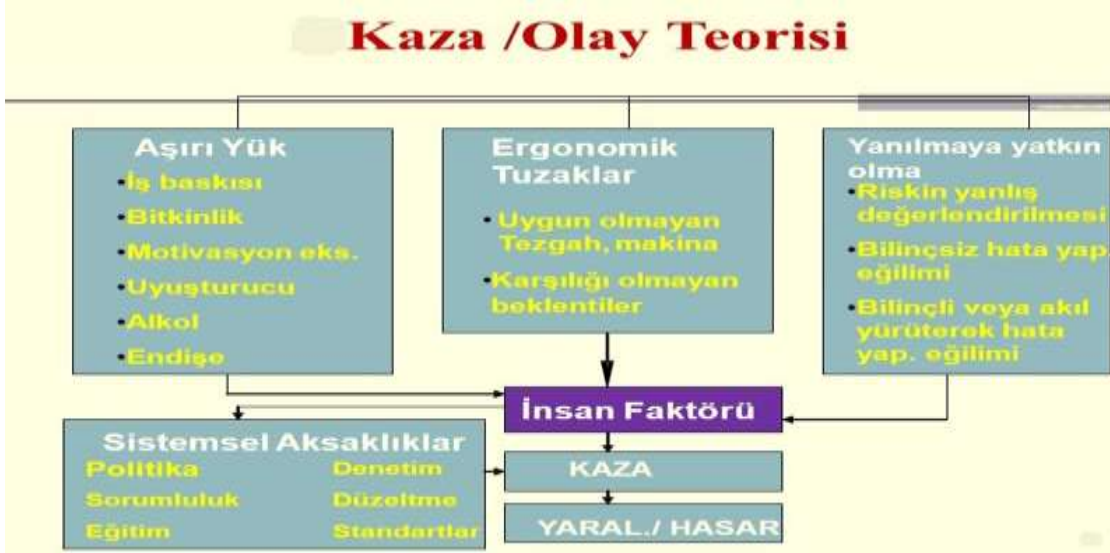 Kaza /Olay Teorisi
Aşırı Yük
•İş baskısı
•Bitkinlik
•Motivasyon eks.
•Uyuşturucu
•Alkol
•Endişe
Ergonomik
Tuzaklar
• Uygun olmayan
Tezgah, makina
•Karşılığı olmayan
beklentiler
Yanılmaya yatkın
olma
•Riskin yanlış
değerlendirilmesi
•Bilinçsiz hata yap.
eğilimi
•Bilinçli veya akıl
yürüterek hata
yap. eğilimi
İnsan Faktörü
Sistemsel Aksaklıklar
Politika Denetim
Sorumluluk Düzeltme
Eğitim Standartlar
KAZA
YARAL./ HASAR